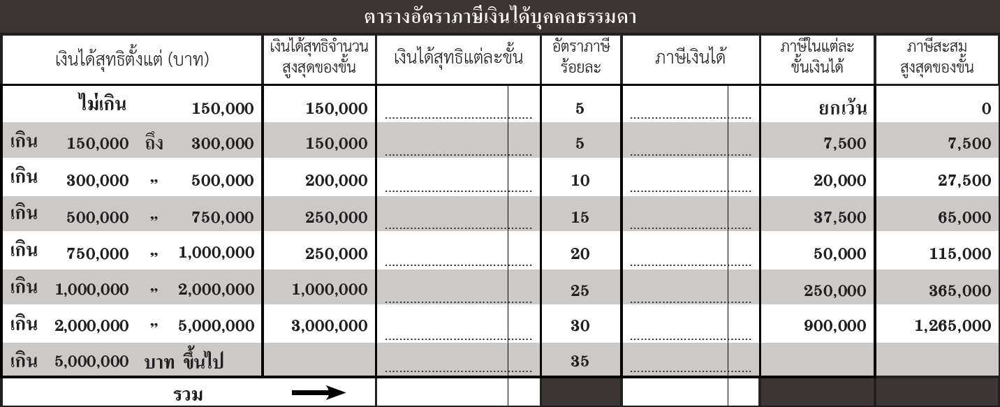 ตารางอัตราภาษีเงินได้บุคคลธรรมดา
เงินได้สุทธิตั้งแต่ (บาท) เงินได้สุทธิจำนวนสูงสุดของขั้น เงินได้สุทธิแต่ละขั้น อัตราภาษีร้อยละ ภาษีเงินได้ ภาษีในแต่ละขั้นเงินได้ ภาษีสะสมสูงสุดของขั้น
ไม่เกิน 150,000 150,000 5 ยกเว้น 0
เกิน 150,000 ถึง 300,000 150,000 5 7,500 7,500
เกิน 300,000 ” 500,000 200,000 10 20,000 27,500
เกิน 500,000 ” 750,000 250,000 15 37,500 65,000
เกิน 750,000 ” 1,000,000 250,000 20 50,000 115,000
เกิน 1,000,000 ” 2,000,000 1,000,000 25 250,000 365,000
เกิน 2,000,000 ” 5,000,000 3,000,000 30 900,000 1,265,000
เกิน 5,000,000 บาท ขึ้นไป 35
รวม